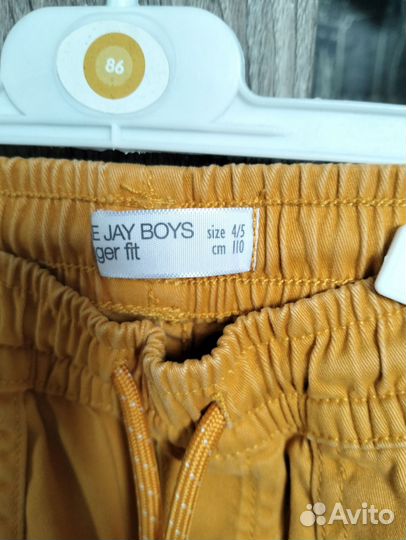 86
E JAY BOYS
ger fit
size 4/5
cm 110
Avito